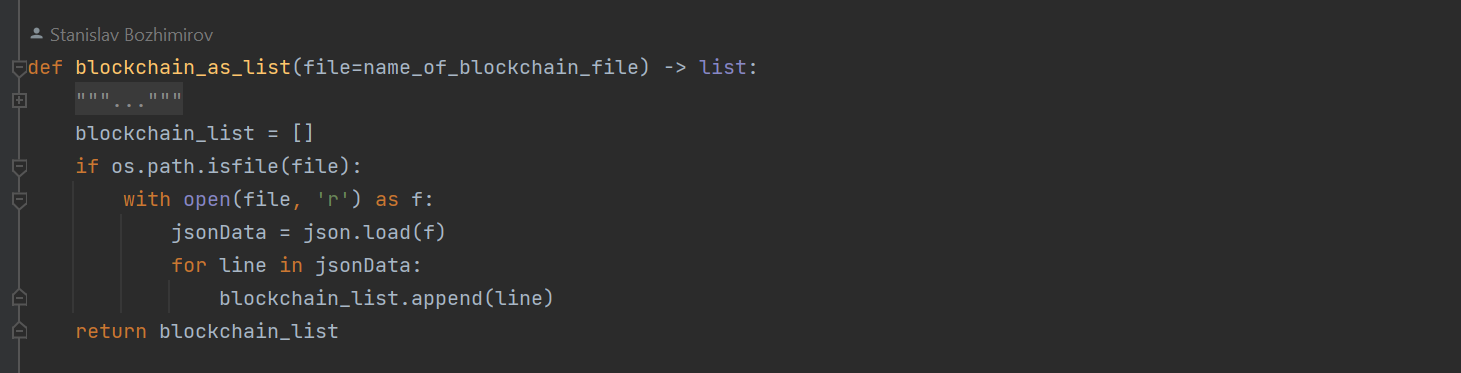 Stanislav Bozhimirov
def blockchain_as_list(file=name_of_blockchain_file) -> list:
    """..."""
    blockchain_list = []
    if os.path.isfile(file):
        with open(file, 'r') as f:
            jsonData = json.load(f)
            for line in jsonData:
                blockchain_list.append(line)
    return blockchain_list